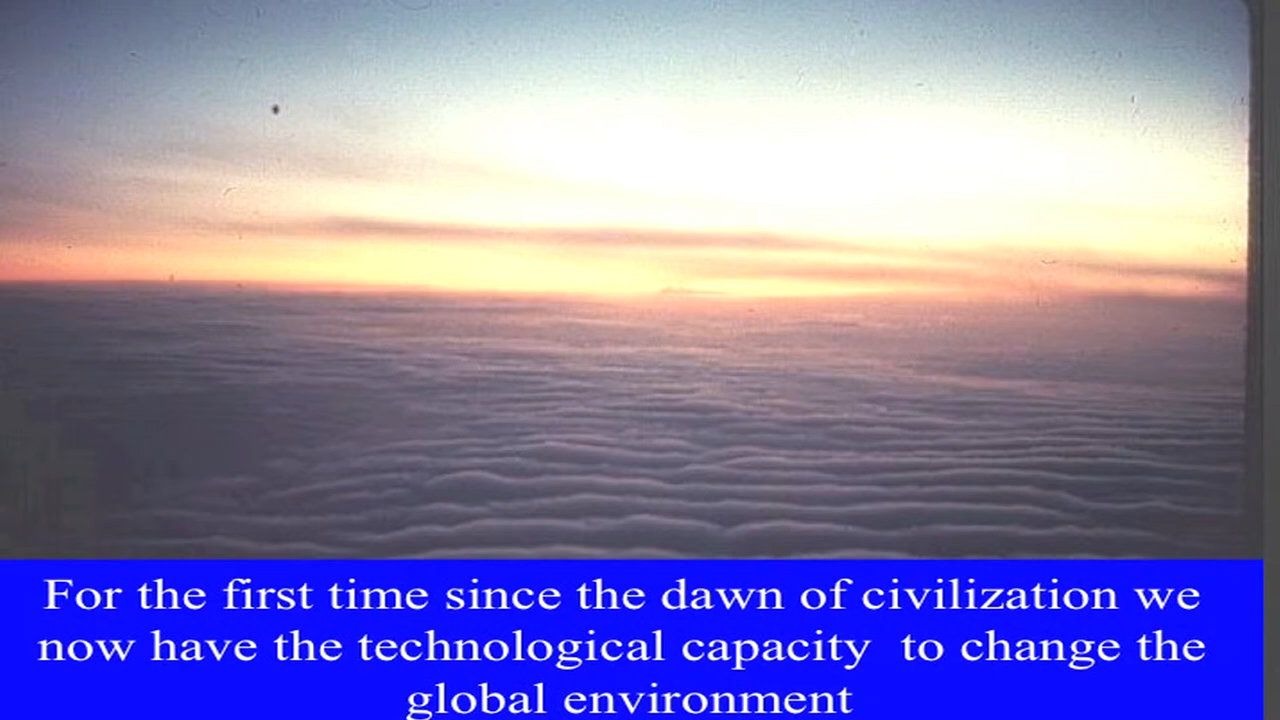 For the first time since the dawn of civilization we
now have the technological capacity  to change the
global environment